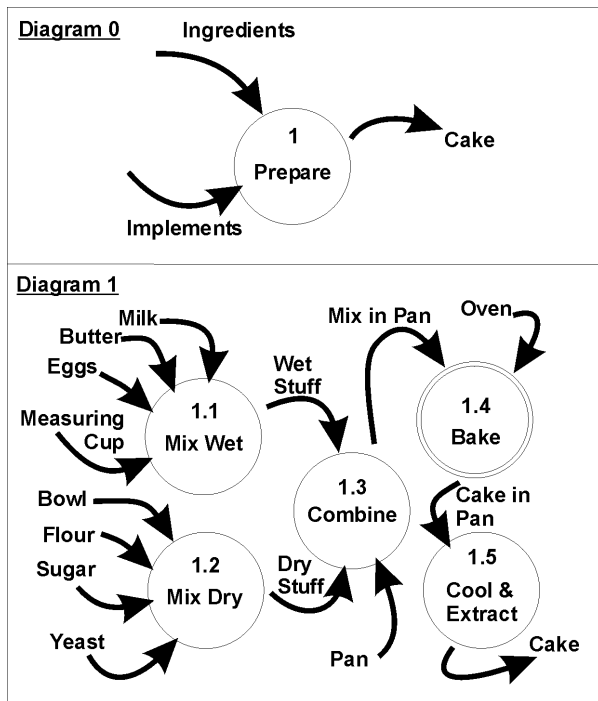 Diagram 0
Ingredients
1
Prepare
Cake
Implements
Diagram 1
Milk
Butter
Eggs
Measuring
Cup
1.1
Mix Wet
Wet
Stuff
Mix in Pan
Oven
1.4
Bake
1.3
Combine
Bowl
Flour
Sugar
Yeast
1.2
Mix Dry
Dry
Stuff
Pan
Cake in
Pan
1.5
Cool &
Extract
Cake